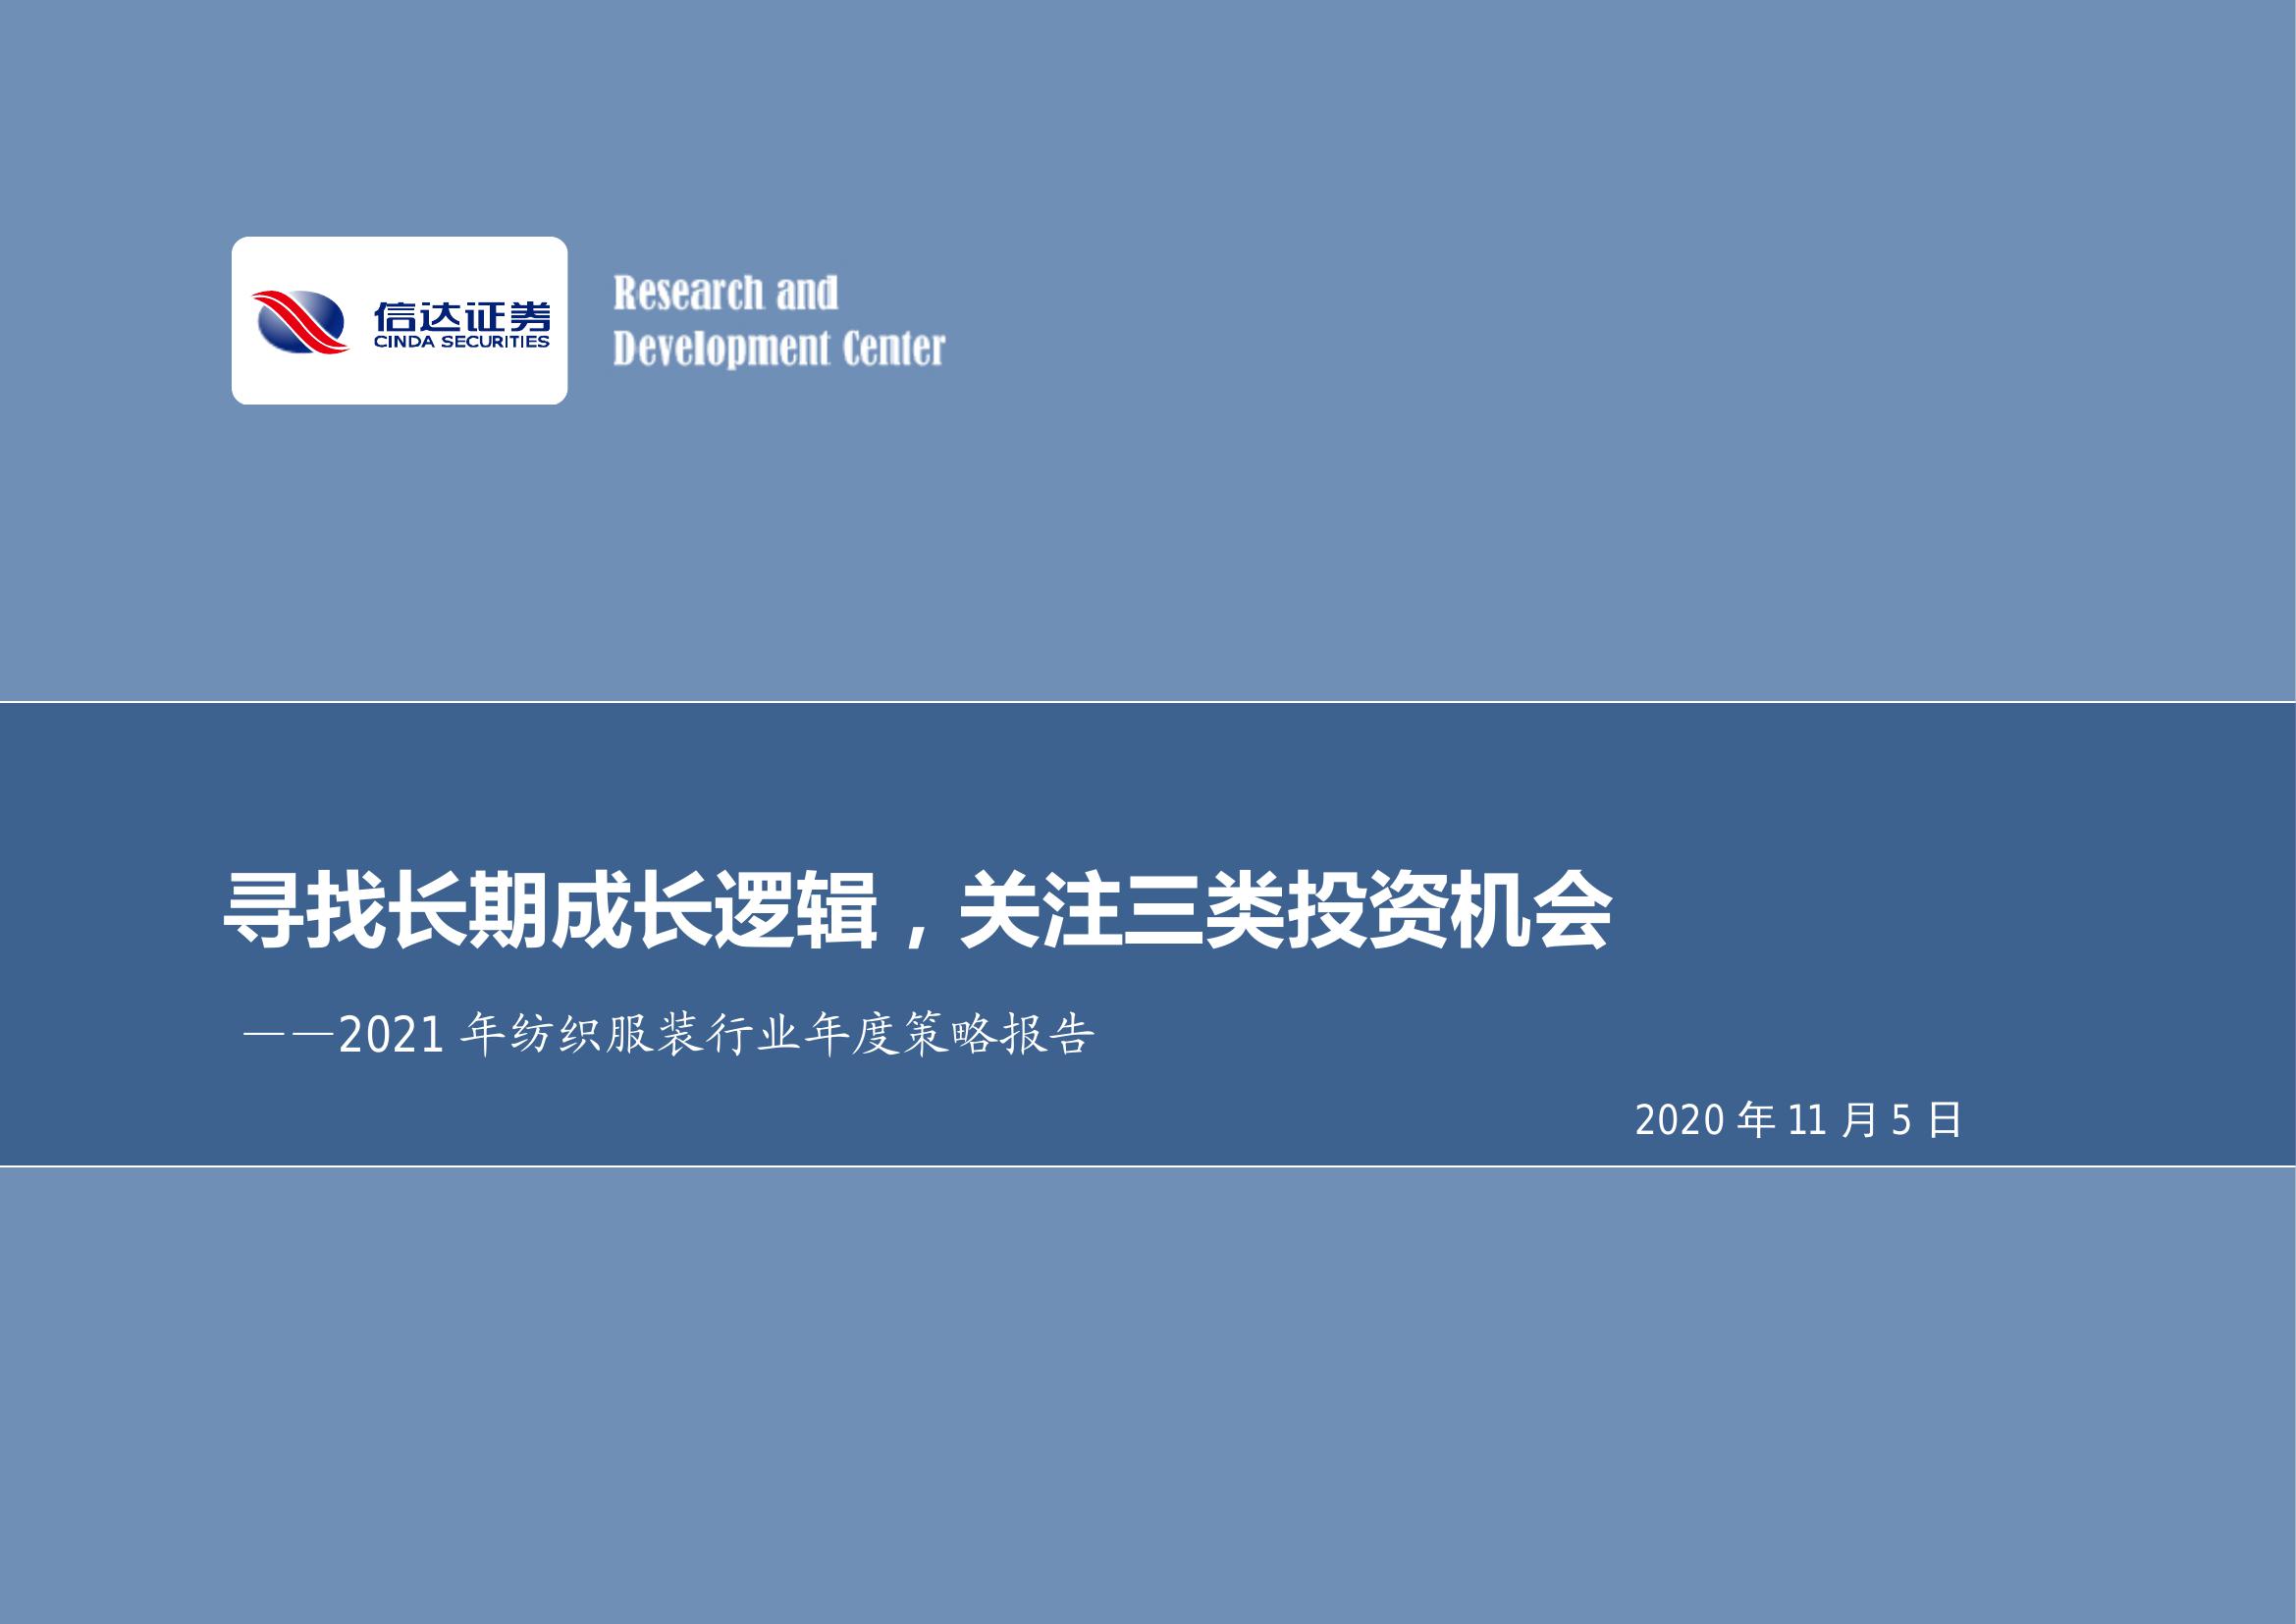 信达证券
CINDA SECURITIES
Research and
Development Center
寻找长期成长逻辑，关注三类投资机会
——2021 年纺织服装行业年度策略报告
2020 年 11 月 5 日